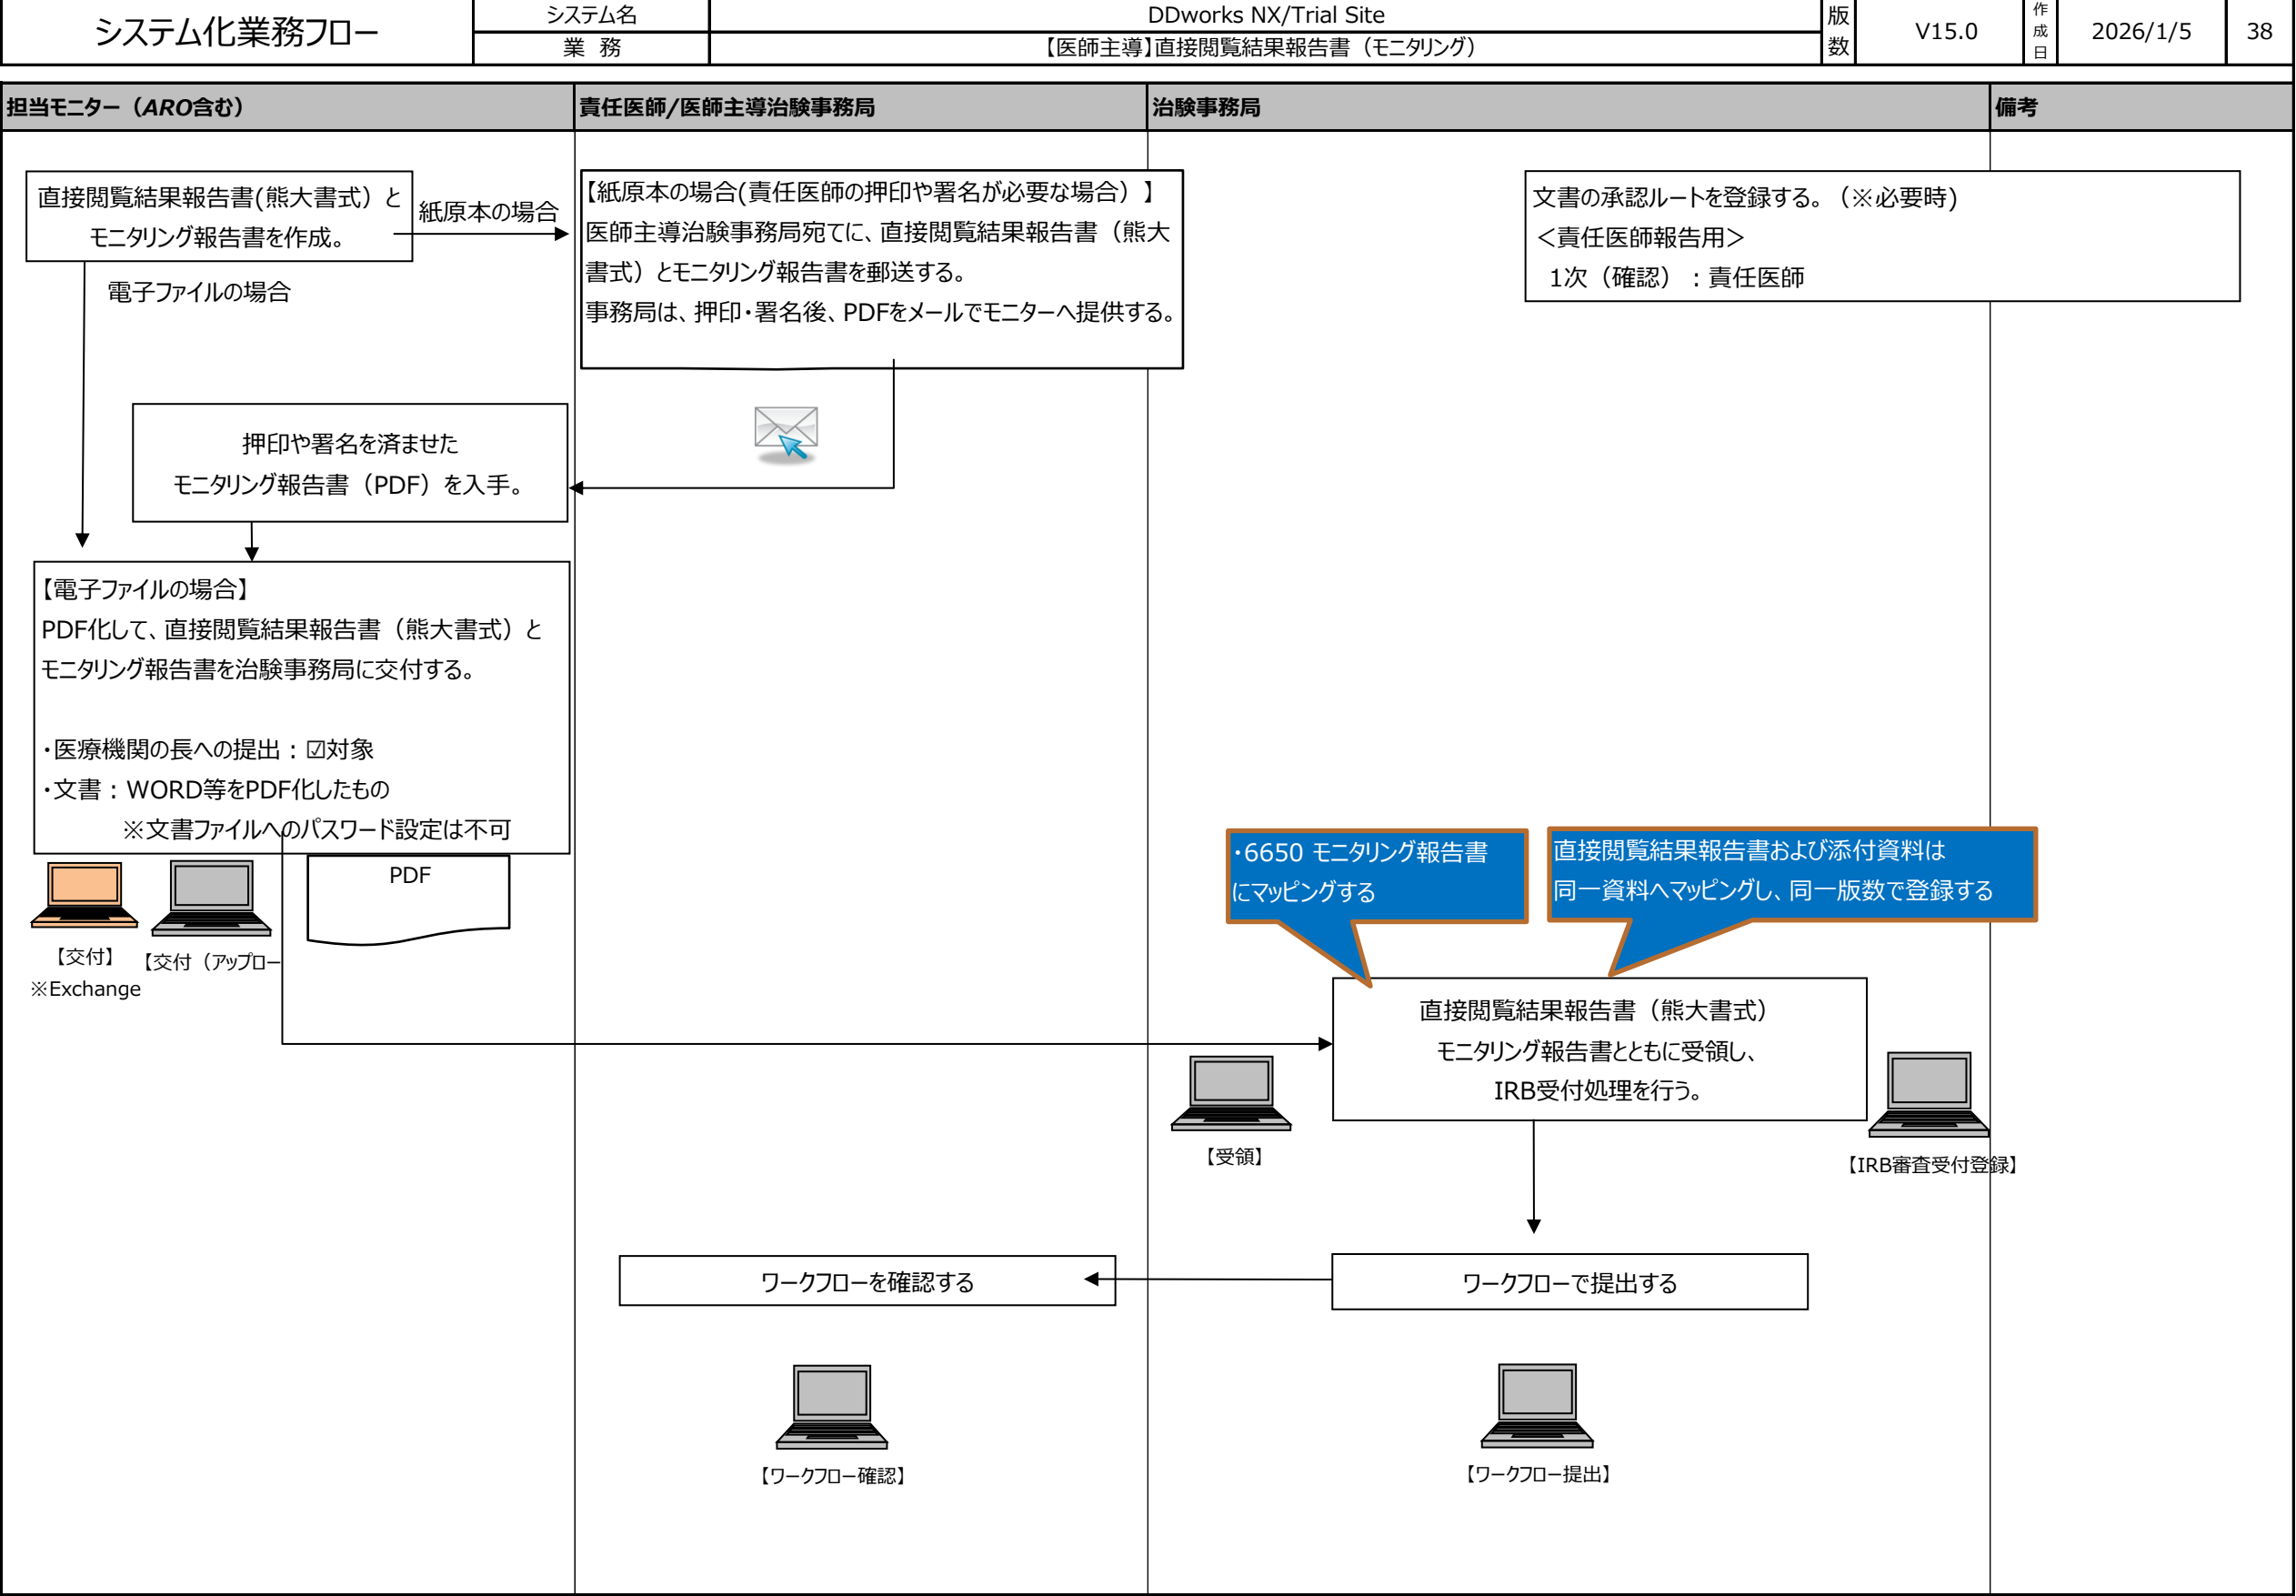 システム化業務フロー
システム名
DDworks NX/Trial Site
業 務
【医師主導】直接閲覧結果報告書（モニタリング）
版数
V15.0
作成日
2026/1/5
38
担当モニター（ARO含む）
責任医師/医師主導治験事務局
治験事務局
備考
直接閲覧結果報告書(熊大書式）と
モニタリング報告書を作成。
紙原本の場合
電子ファイルの場合
【紙原本の場合(責任医師の押印や署名が必要な場合）】
医師主導治験事務局宛てに、直接閲覧結果報告書（熊大
書式）とモニタリング報告書を郵送する。
事務局は、押印・署名後、PDFをメールでモニターへ提供する。
文書の承認ルートを登録する。（※必要時)
＜責任医師報告用＞
1次（確認）：責任医師
押印や署名を済ませた
モニタリング報告書（PDF）を入手。
【電子ファイルの場合】
PDF化して、直接閲覧結果報告書（熊大書式）と
モニタリング報告書を治験事務局に交付する。
・医療機関の長への提出：☑対象
・文書：WORD等をPDF化したもの
※文書ファイルへのパスワード設定は不可
PDF
【交付】
※Exchange
【交付（アップロー
・6650 モニタリング報告書
にマッピングする
直接閲覧結果報告書および添付資料は
同一資料へマッピングし、同一版数で登録する
直接閲覧結果報告書（熊大書式）
モニタリング報告書とともに受領し、
IRB受付処理を行う。
【受領】
【IRB審査受付登録】
ワークフローを確認する
ワークフローで提出する
【ワークフロー確認】
【ワークフロー提出】